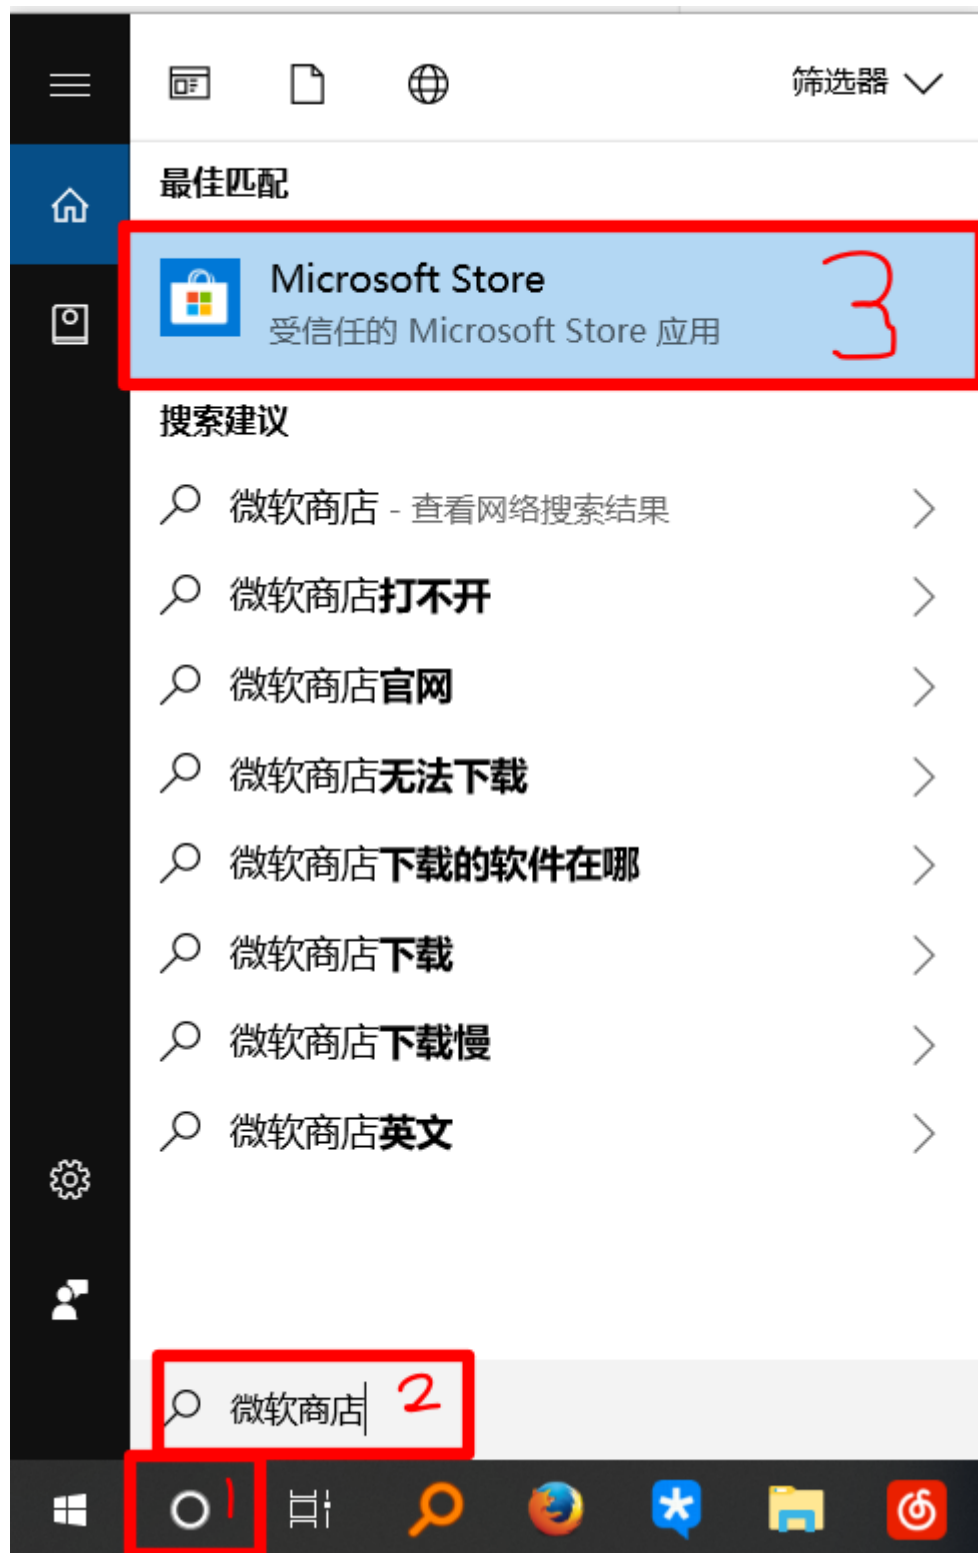 筛选器
最佳匹配
Microsoft Store
受信任的 Microsoft Store 应用
3
搜索建议
微软商店 - 查看网络搜索结果
微软商店打不开
微软商店官网
微软商店无法下载
微软商店下载的软件在哪
微软商店下载
微软商店下载慢
微软商店英文
微软商店 2
1